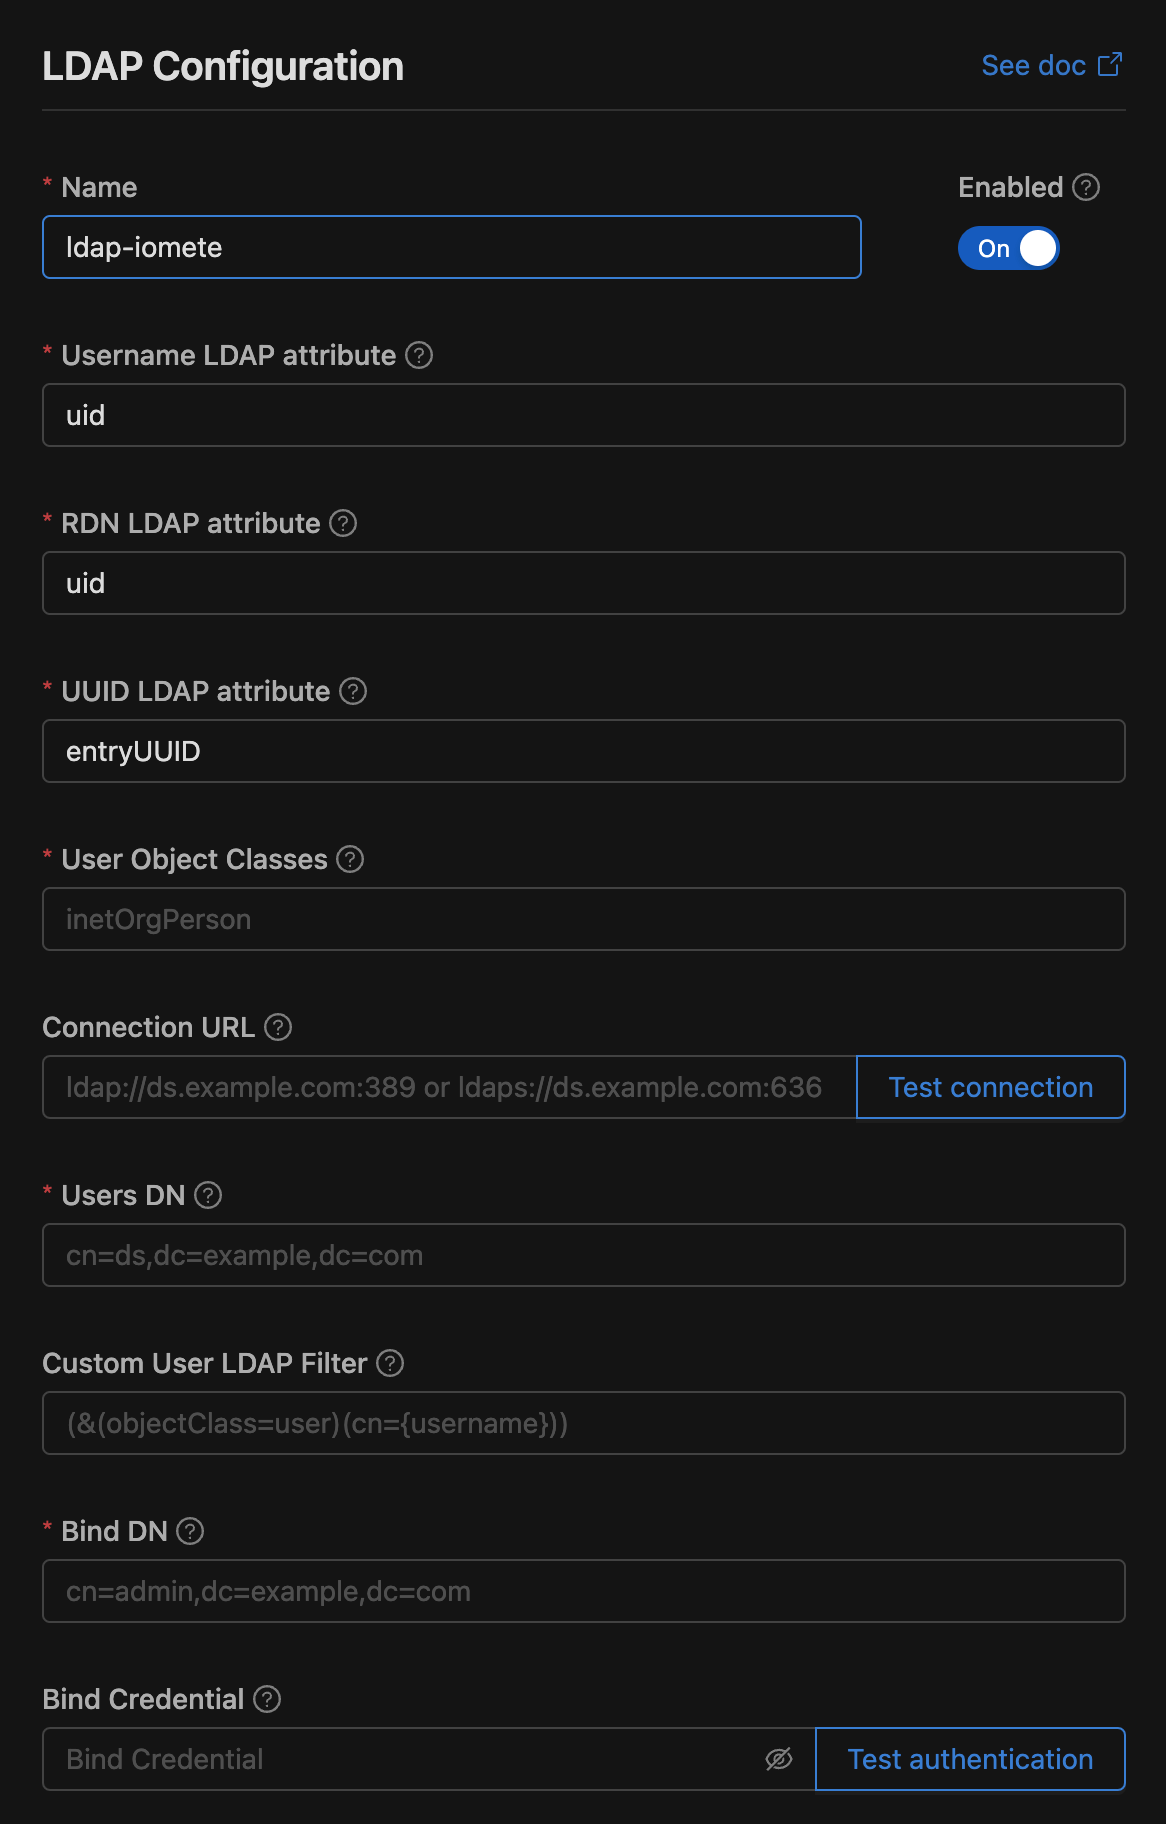 LDAP Configuration
See doc
* Name
Enabled ?
ldap-iomete
On
* Username LDAP attribute ?
uid
* RDN LDAP attribute ?
uid
* UUID LDAP attribute ?
entryUUID
* User Object Classes ?
inetOrgPerson
Connection URL ?
ldap://ds.example.com:389 or ldaps://ds.example.com:636
Test connection
* Users DN ?
cn=ds,dc=example,dc=com
Custom User LDAP Filter ?
(&(objectClass=user)(cn={username}))
* Bind DN ?
cn=admin,dc=example,dc=com
Bind Credential ?
Bind Credential
Test authentication